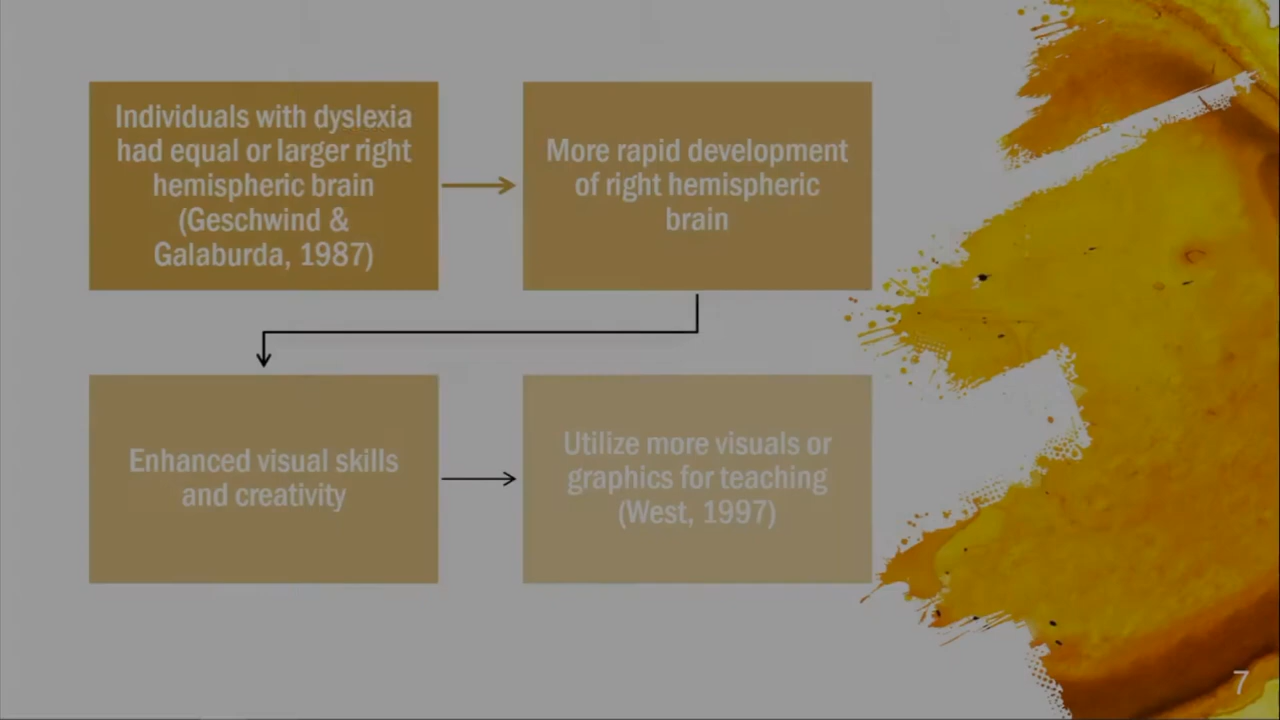 Individuals with dyslexia
had equal or larger right
hemispheric brain
(Geschwind &
Galaburda, 1987)
More rapid development
of right hemispheric
brain
Enhanced visual skills
and creativity
Utilize more visuals or
graphics for teaching
(West, 1997)
7